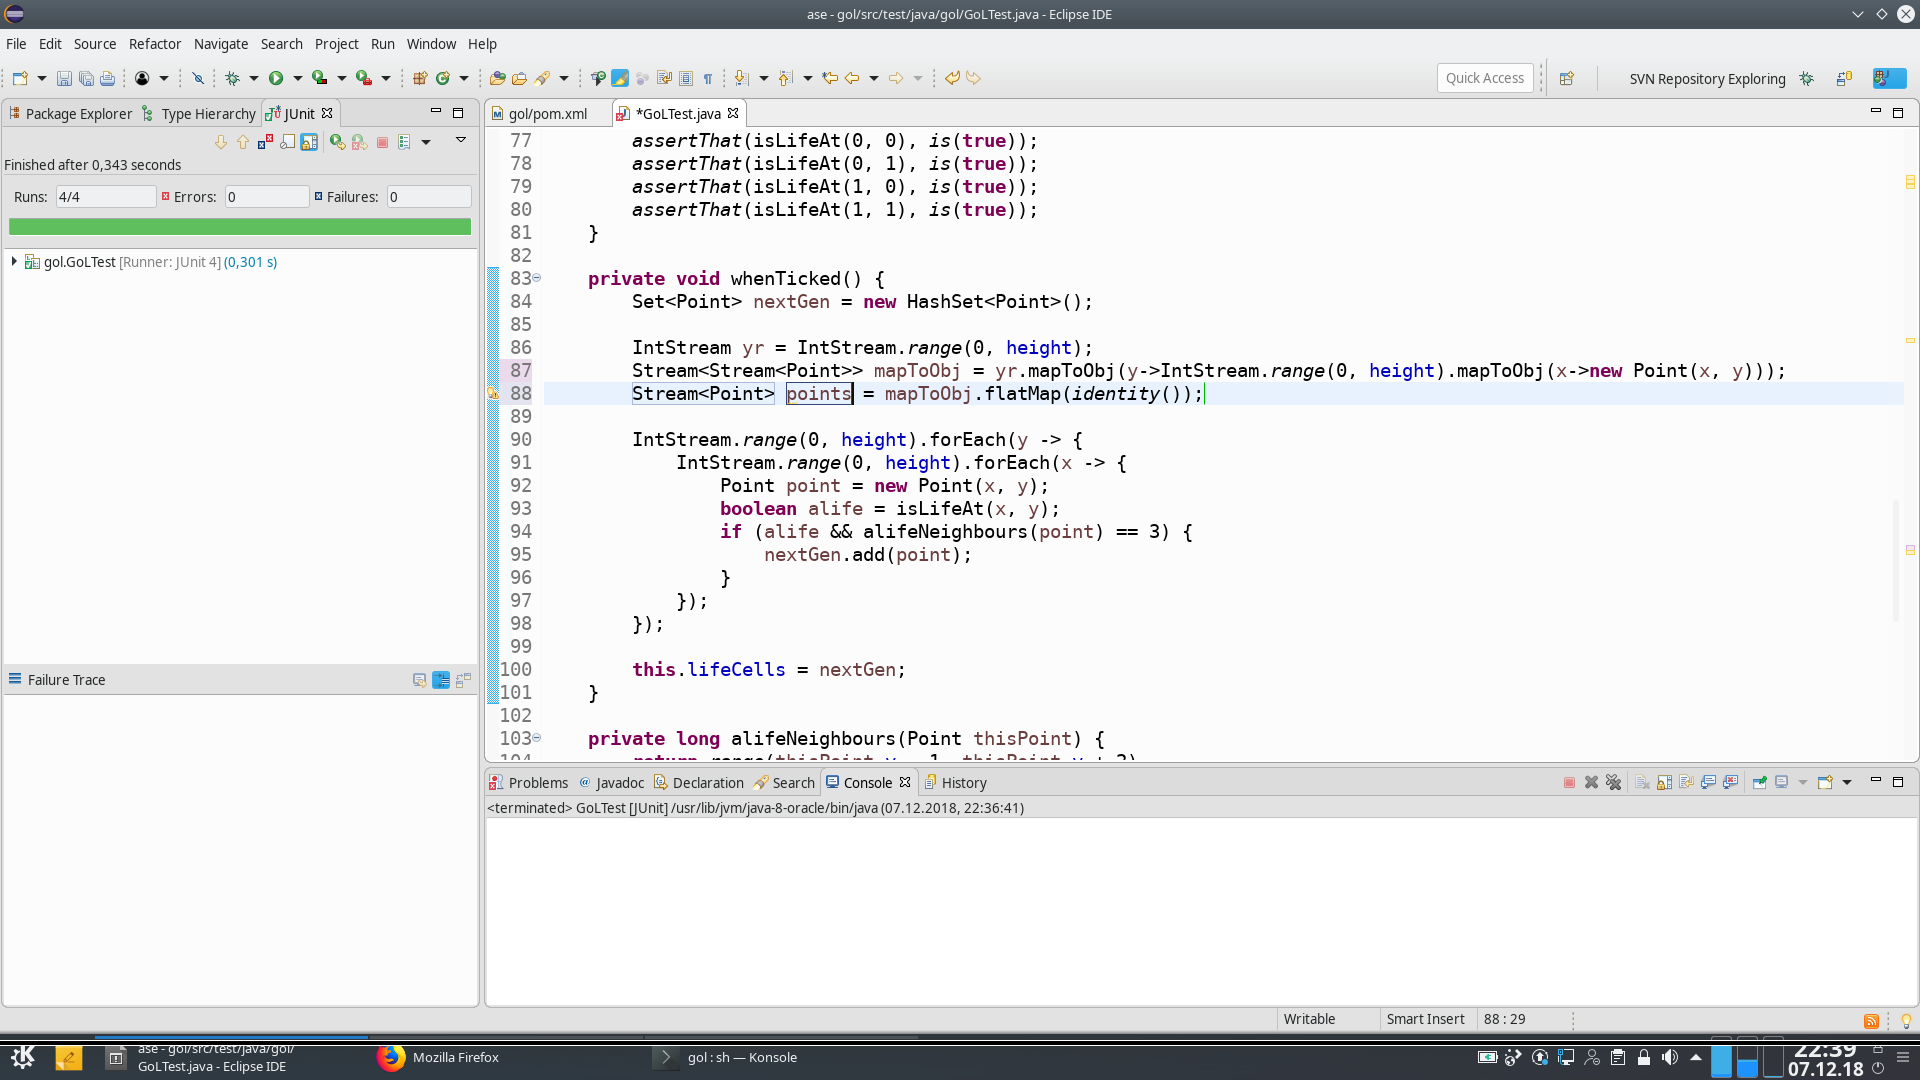 ase - gol/src/test/java/gol/GoLTest.java - Eclipse IDE
File Edit Source Refactor Navigate Search Project Run Window Help
Quick Access
SVN Repository Exploring
Package Explorer Type Hierarchy JUnit
Finished after 0,343 seconds
Runs: 4/4 Errors: 0 Failures: 0
gol.GoLTest [Runner: JUnit 4] (0,301 s)
Failure Trace
gol/pom.xml *GoLTest.java
77 assertThat(isLifeAt(0, 0), is(true));
78 assertThat(isLifeAt(0, 1), is(true));
79 assertThat(isLifeAt(1, 0), is(true));
80 assertThat(isLifeAt(1, 1), is(true));
81 }
82
83 private void whenTicked() {
84 Set<Point> nextGen = new HashSet<Point>();
85
86 IntStream yr = IntStream.range(0, height);
87 Stream<Stream<Point>> mapToObj = yr.mapToObj(y->IntStream.range(0, height).mapToObj(x->new Point(x, y)));
88 Stream<Point> points = mapToObj.flatMap(identity());
89
90 IntStream.range(0, height).forEach(y -> {
91 IntStream.range(0, height).forEach(x -> {
92 Point point = new Point(x, y);
93 boolean alife = isLifeAt(x, y);
94 if (alife && alifeNeighbours(point) == 3) {
95 nextGen.add(point);
96 }
97 });
98 });
99
100 this.lifeCells = nextGen;
101 }
102
103 private long alifeNeighbours(Point thisPoint) {
104 return range(thisPoint.y - 1, thisPoint.y + 2)
Problems Javadoc Declaration Search Console History
<terminated> GoLTest [JUnit] /usr/lib/jvm/java-8-oracle/bin/java (07.12.2018, 22:36:41)
Writable Smart Insert 88 : 29
ase - gol/src/test/java/gol/
GoLTest.java - Eclipse IDE
Mozilla Firefox
gol : sh — Konsole
22:39
07.12.18